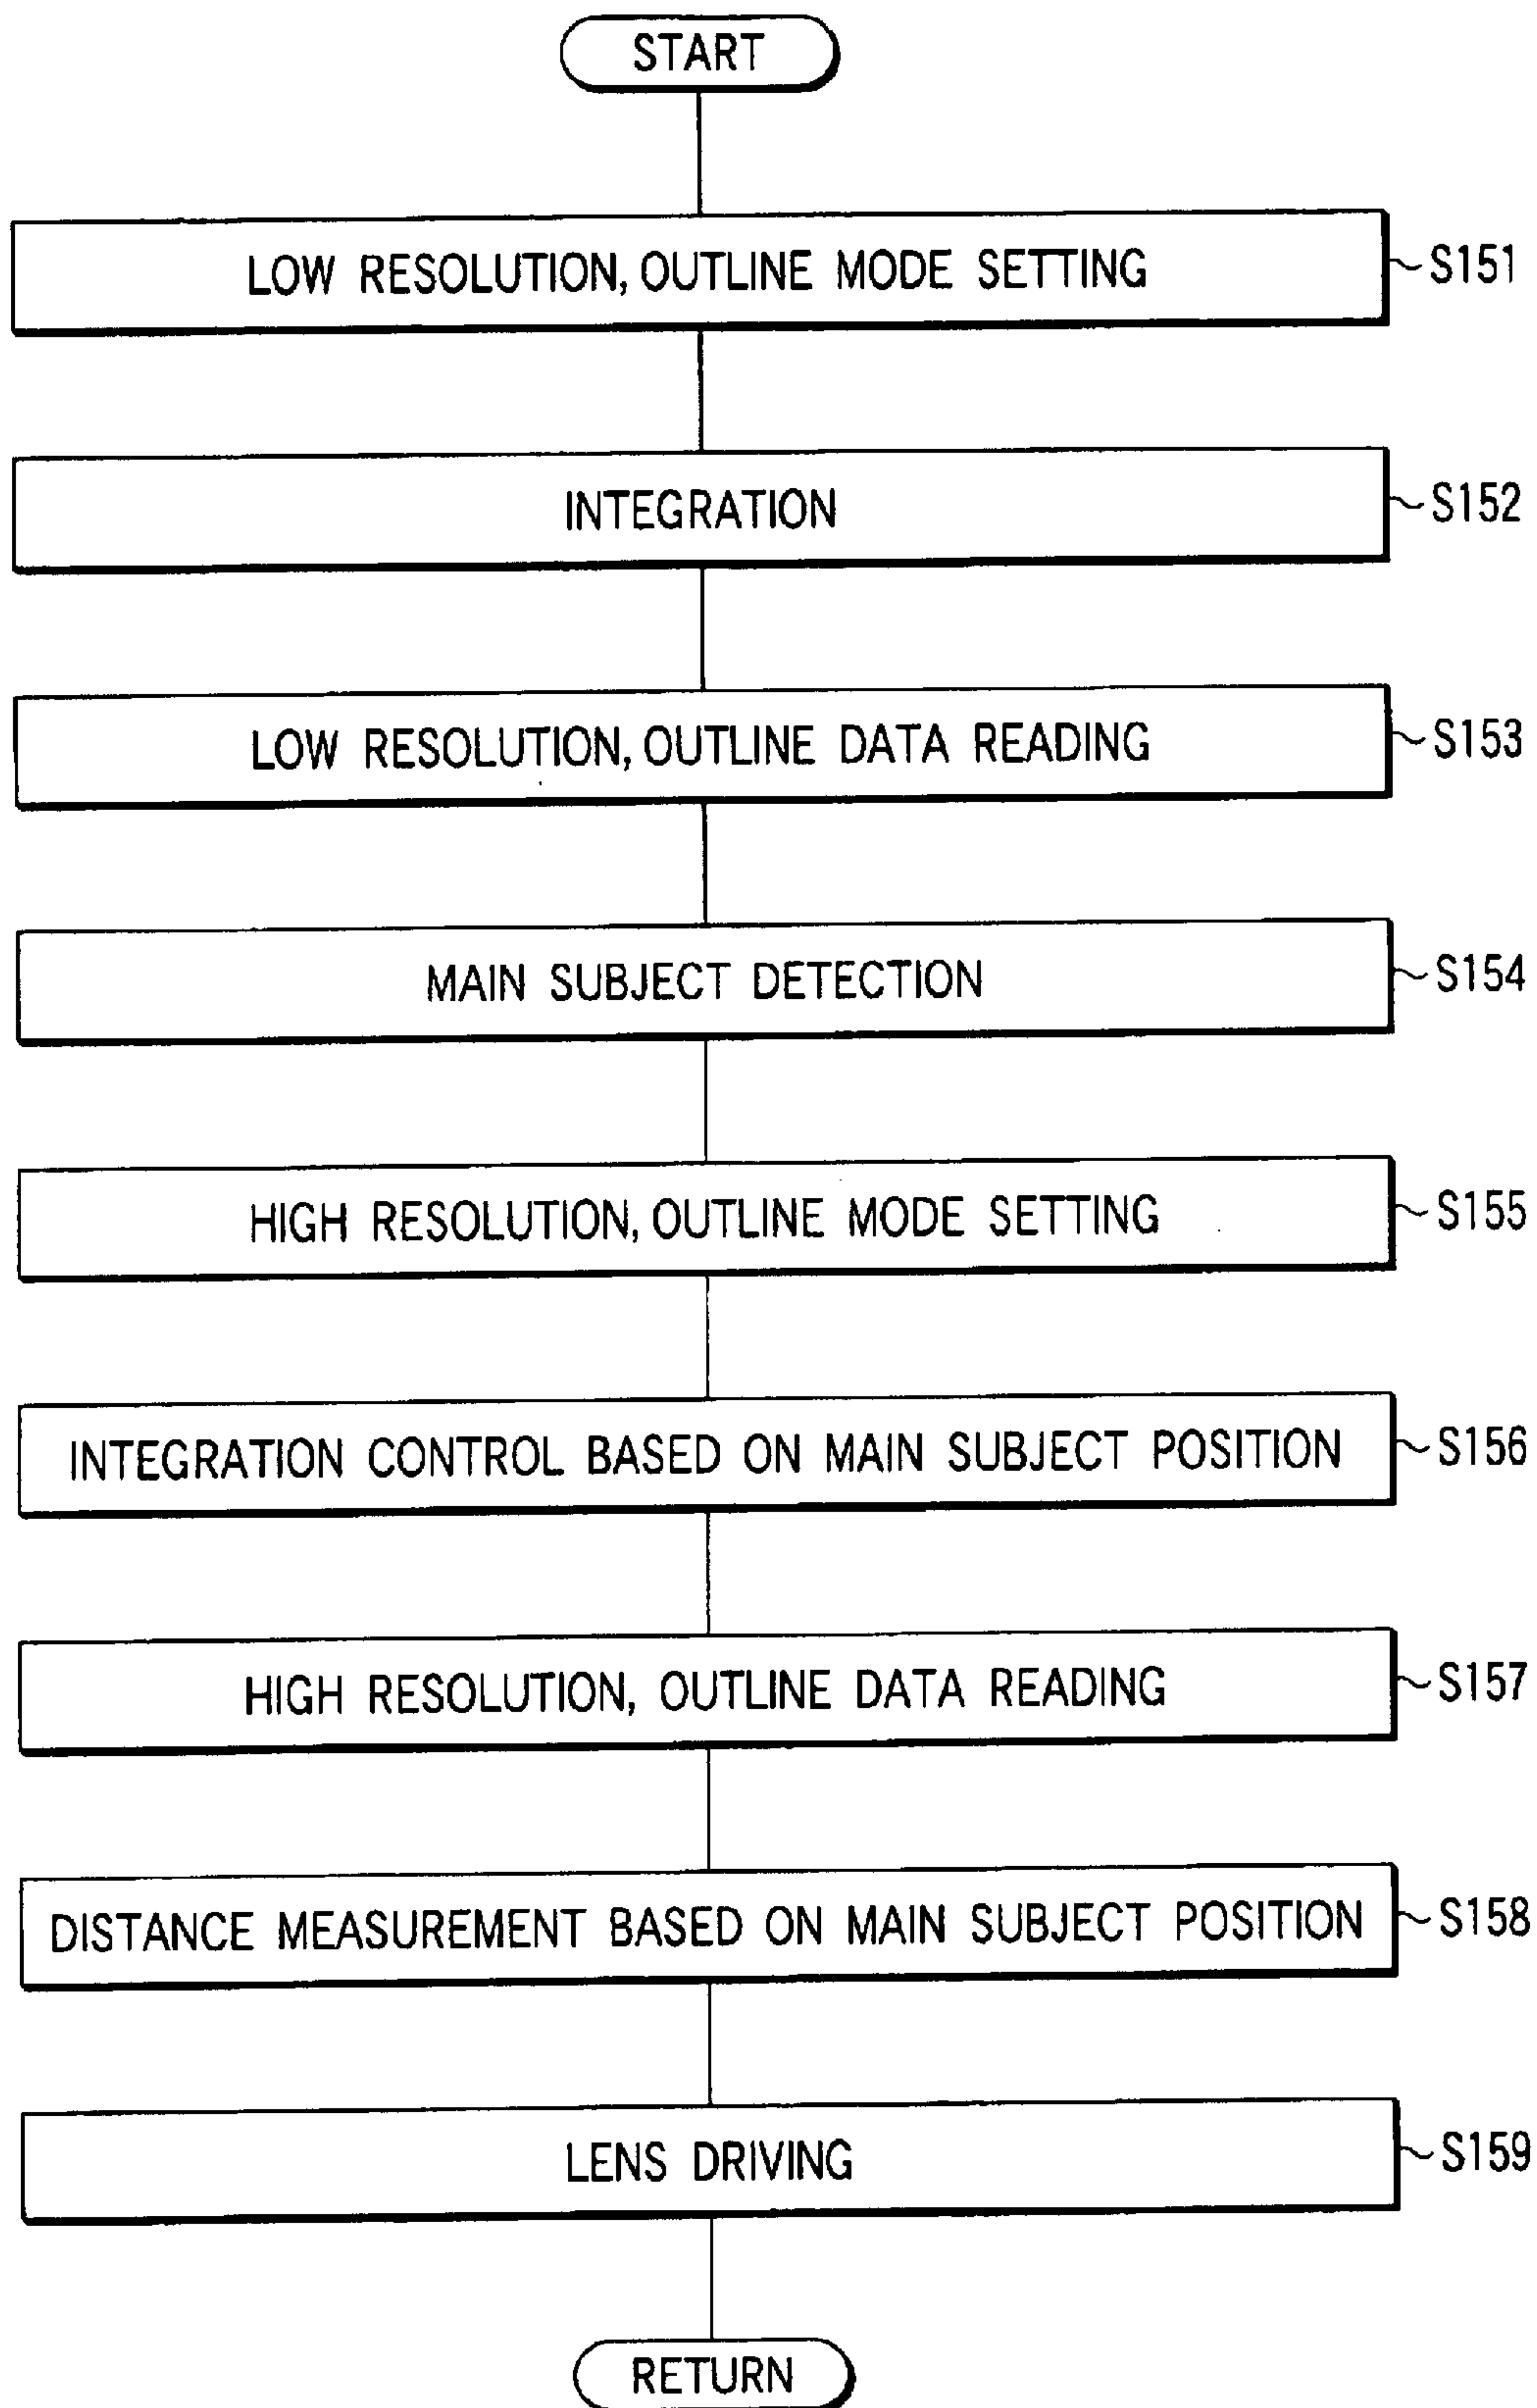 START
LOW RESOLUTION, OUTLINE MODE SETTING
S151
INTEGRATION
S152
LOW RESOLUTION, OUTLINE DATA READING
S153
MAIN SUBJECT DETECTION
S154
HIGH RESOLUTION, OUTLINE MODE SETTING
S155
INTEGRATION CONTROL BASED ON MAIN SUBJECT POSITION
S156
HIGH RESOLUTION, OUTLINE DATA READING
S157
DISTANCE MEASUREMENT BASED ON MAIN SUBJECT POSITION
S158
LENS DRIVING
S159
RETURN